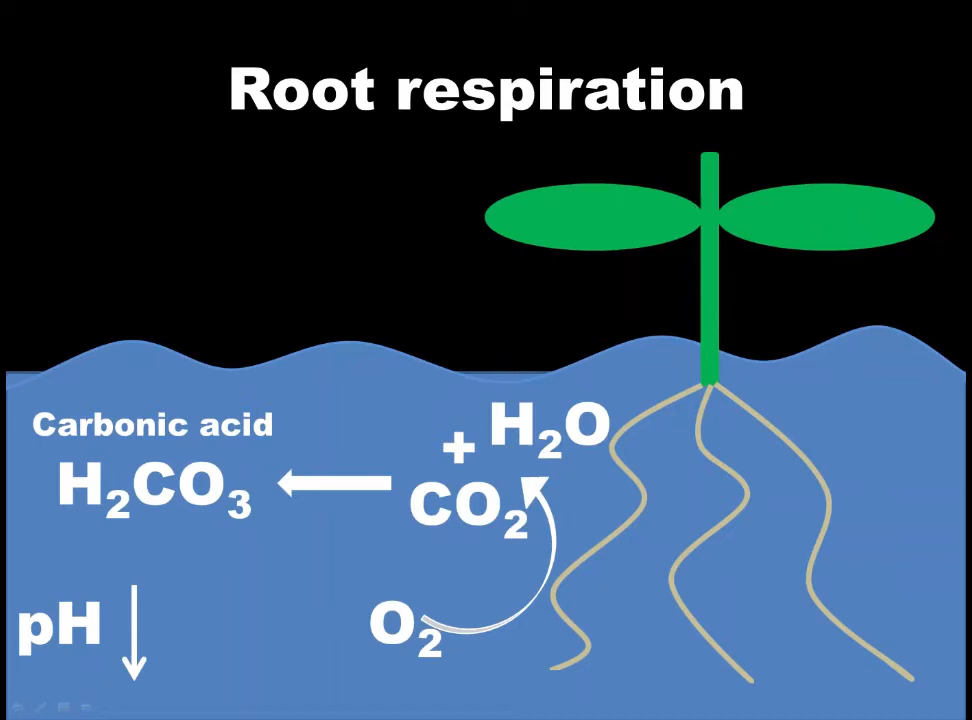 Root respiration
Carbonic acid
H₂CO₃
+ H₂O
CO₂
pH
O₂